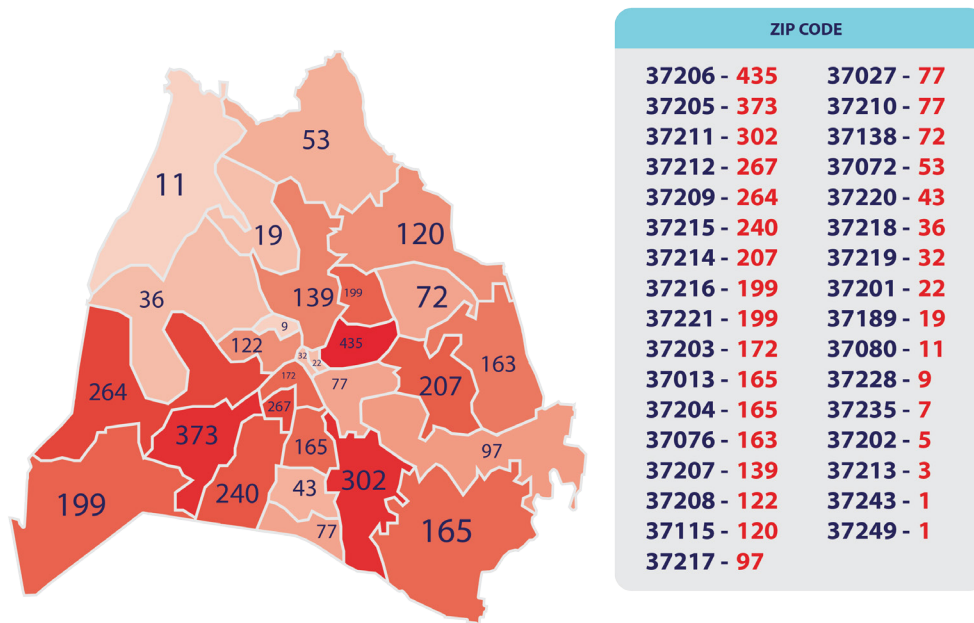 ZIP CODE
37206 - 435
37205 - 373
37211 - 302
37212 - 267
37209 - 264
37215 - 240
37214 - 207
37216 - 199
37221 - 199
37203 - 172
37013 - 165
37204 - 165
37076 - 163
37207 - 139
37208 - 122
37115 - 120
37217 - 97
37027 - 77
37210 - 77
37138 - 72
37072 - 53
37220 - 43
37218 - 36
37219 - 32
37201 - 22
37189 - 19
37080 - 11
37228 - 9
37235 - 7
37202 - 5
37213 - 3
37243 - 1
37249 - 1
53
11
19
120
36
139
199
72
9
122
435
32
22
163
172
77
264
207
267
373
165
97
302
43
240
199
77
165